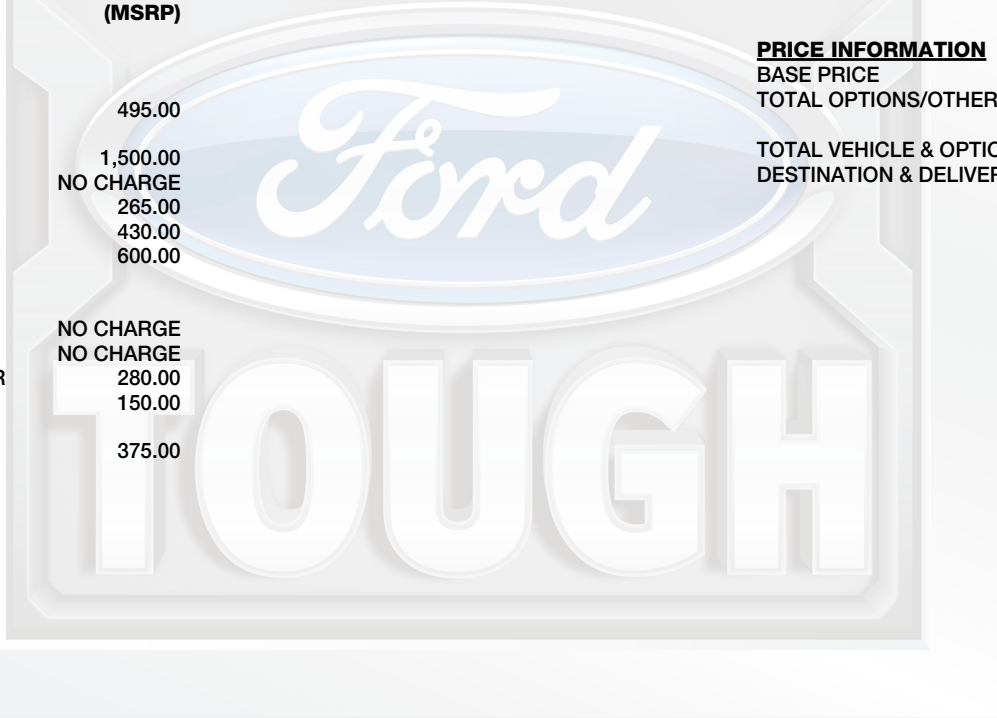 (MSRP)
495.00
1,500.00
NO CHARGE
265.00
430.00
600.00
NO CHARGE
NO CHARGE
R 280.00
150.00
375.00
PRICE INFORMATION
BASE PRICE
TOTAL OPTIONS/OTHER
TOTAL VEHICLE & OPTIO
DESTINATION & DELIVER
Ford
TOUGH